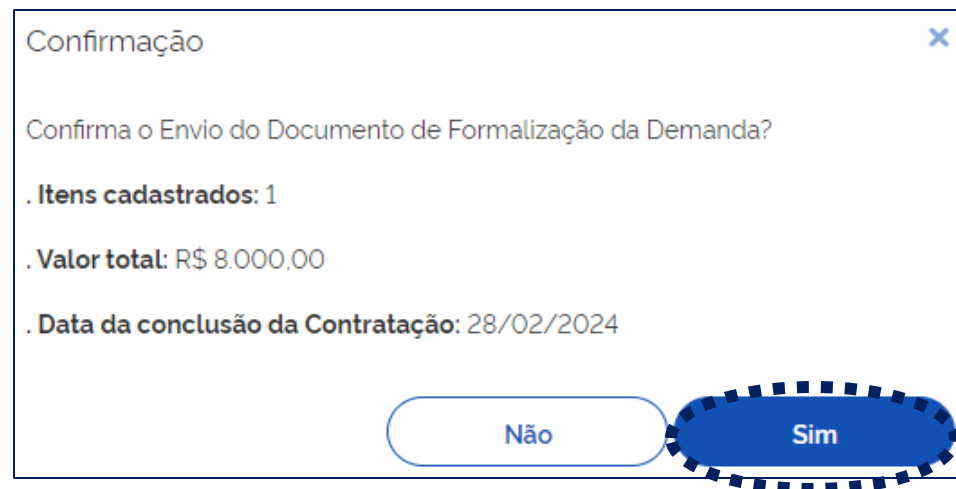 Confirmação
Confirma o Envio do Documento de Formalização da Demanda?
. Itens cadastrados: 1
. Valor total: R$ 8.000,00
. Data da conclusão da Contratação: 28/02/2024
Não
Sim